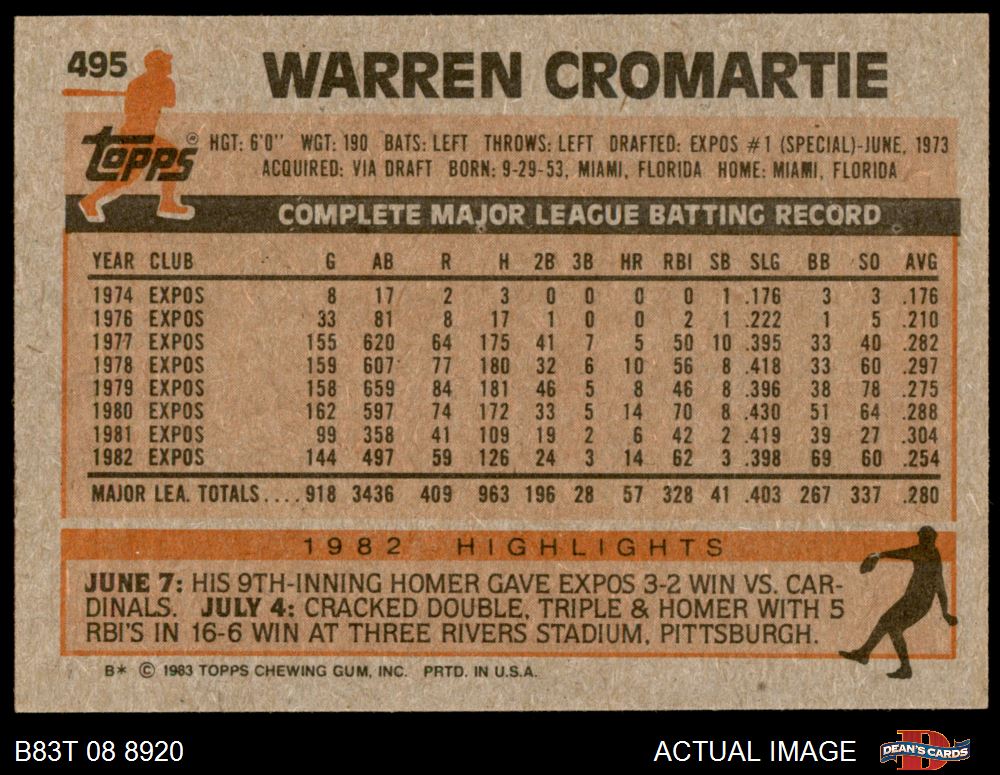 495
WARREN CROMARTIE
topps®
HGT: 6'0" WGT: 190 BATS: LEFT THROWS: LEFT DRAFTED: EXPOS #1 (SPECIAL)-JUNE, 1973
ACQUIRED: VIA DRAFT BORN: 9-29-53, MIAMI, FLORIDA HOME: MIAMI, FLORIDA
COMPLETE MAJOR LEAGUE BATTING RECORD
YEAR CLUB G AB R H 2B 3B HR RBI SB SLG BB SO AVG
1974 EXPOS 8 17 2 3 0 0 0 0 1 .176 3 3 .176
1976 EXPOS 33 81 8 17 1 0 0 2 1 .222 1 5 .210
1977 EXPOS 155 620 64 175 41 7 5 50 10 .395 33 40 .282
1978 EXPOS 159 607 77 180 32 6 10 56 8 .418 33 60 .297
1979 EXPOS 158 659 84 181 46 5 8 46 8 .396 38 78 .275
1980 EXPOS 162 597 74 172 33 5 14 70 8 .430 51 64 .288
1981 EXPOS 99 358 41 109 19 2 6 42 2 .419 39 27 .304
1982 EXPOS 144 497 59 126 24 3 14 62 3 .398 69 60 .254
MAJOR LEA. TOTALS.... 918 3436 409 963 196 28 57 328 41 .403 267 337 .280
1982 HIGHLIGHTS
JUNE 7: HIS 9TH-INNING HOMER GAVE EXPOS 3-2 WIN VS. CAR-
DINALS. JULY 4: CRACKED DOUBLE, TRIPLE & HOMER WITH 5
RBI'S IN 16-6 WIN AT THREE RIVERS STADIUM, PITTSBURGH.
B* © 1983 TOPPS CHEWING GUM, INC. PRTD. IN U.S.A.
B83T 08 8920
ACTUAL IMAGE
D
DEAN'S CARDS